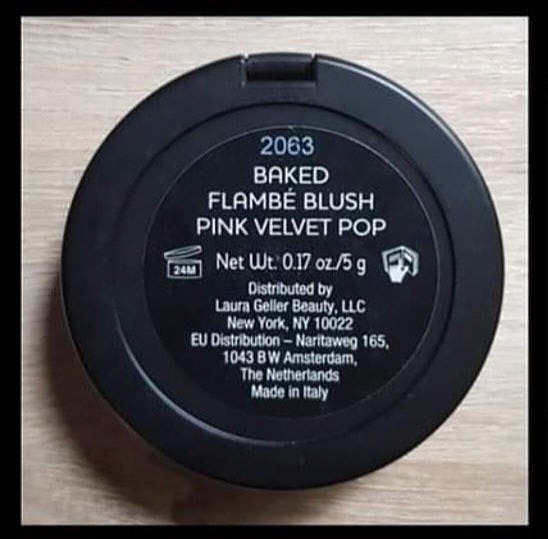 2063
BAKED
FLAMBÉ BLUSH
PINK VELVET POP
24M
Net Wt. 0.17 oz./5 g
Distributed by
Laura Geller Beauty, LLC
New York, NY 10022
EU Distribution – Naritaweg 165,
1043 BW Amsterdam,
The Netherlands
Made in Italy